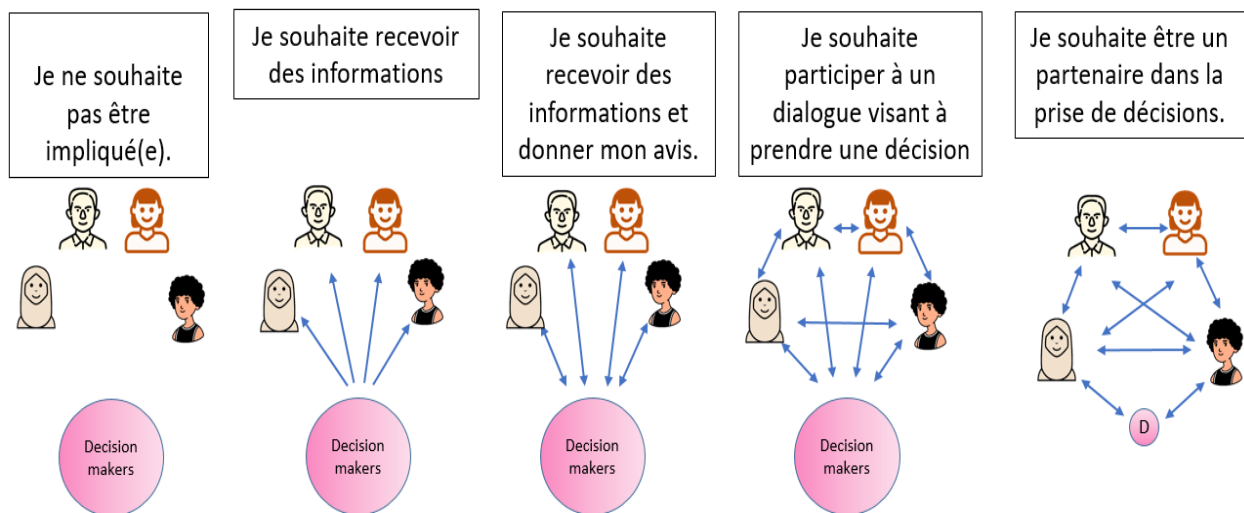 Je ne souhaite
pas être
impliqué(e).
Je souhaite recevoir
des informations
Je souhaite
recevoir des
informations et
donner mon avis.
Je souhaite
participer à un
dialogue visant à
prendre une décision
Je souhaite être un
partenaire dans la
prise de décisions.
Decision
makers
Decision
makers
Decision
makers
Decision
makers
D